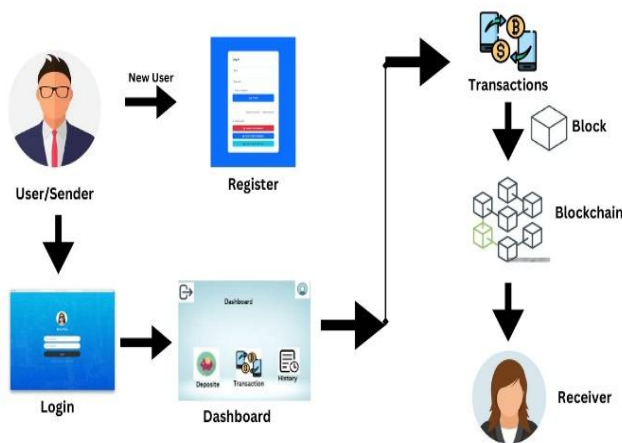 New User
User/Sender
Register
Login
Dashboard
Deposite
Transaction
History
Dashboard
Transactions
Block
Blockchain
Receiver